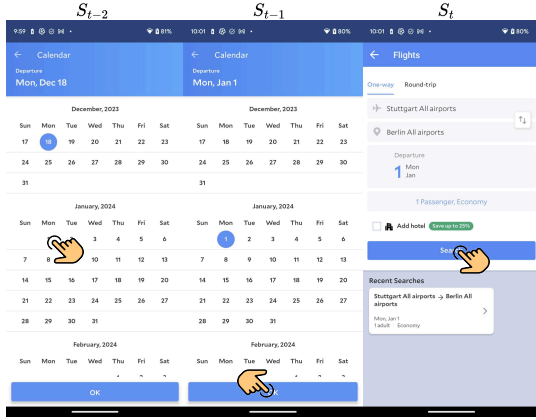 S_{t−2}
9:59 81%
← Calendar
Departure
Mon, Dec 18
December, 2023
Sun Mon Tue Wed Thu Fri Sat
17 18 19 20 21 22 23
24 25 26 27 28 29 30
31
January, 2024
Sun Mon Tue Wed Thu Fri Sat
3 4 5 6
7 8 10 11 12 13
14 15 16 17 18 19 20
21 22 23 24 25 26 27
28 29 30 31
February, 2024
Sun Mon Tue Wed Thu Fri Sat
OK
S_{t−1}
10:01 80%
← Calendar
Departure
Mon, Jan 1
December, 2023
Sun Mon Tue Wed Thu Fri Sat
17 18 19 20 21 22 23
24 25 26 27 28 29 30
31
January, 2024
Sun Mon Tue Wed Thu Fri Sat
1 2 3 4 5 6
7 8 9 10 11 12 13
14 15 16 17 18 19 20
21 22 23 24 25 26 27
28 29 30 31
February, 2024
Sun Mon Tue Wed Thu Fri Sat
S_t
10:01 80%
← Flights
One-way Round-trip
Stuttgart All airports
Berlin All airports
Departure
1 Mon
Jan
1 Passenger, Economy
Add hotel Save up to 25%
Recent Searches
Stuttgart All airports → Berlin All
airports
Mon, Jan 1
1 adult Economy